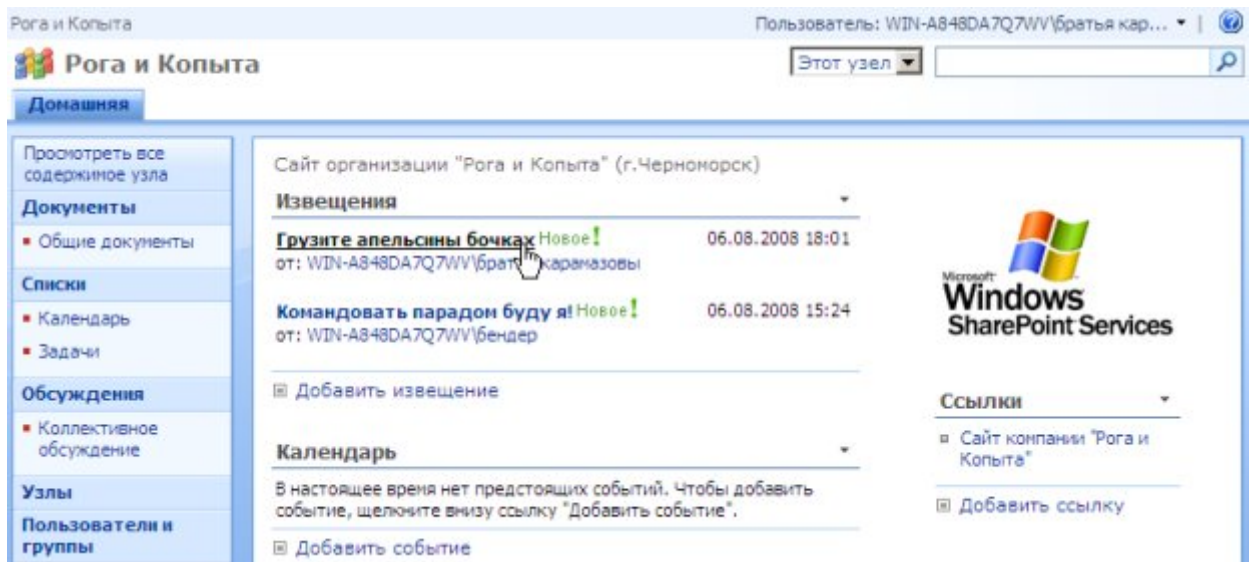 Рога и Копыта
Пользователь: WIN-A848DA7Q7WV\братья кар... ▼ |
Рога и Копыта
Этот узел
Домашняя
Просмотреть все
содержимое узла
Документы
Общие документы
Списки
Календарь
Задачи
Обсуждения
Коллективное
обсуждение
Узлы
Пользователи и
группы
Сайт организации "Рога и Копыта" (г.Черноморск)
Извещения
Грузите апельсины бочках Новое! 06.08.2008 18:01
от: WIN-A848DA7Q7WV\брат карамазовы
Командовать парадом буду я! Новое! 06.08.2008 15:24
от: WIN-A848DA7Q7WV\бендер
Добавить извещение
Календарь
В настоящее время нет предстоящих событий. Чтобы добавить
событие, щелкните внизу ссылку "Добавить событие".
Добавить событие
Microsoft
Windows
SharePoint Services
Ссылки
Сайт компании "Рога и
Копыта"
Добавить ссылку